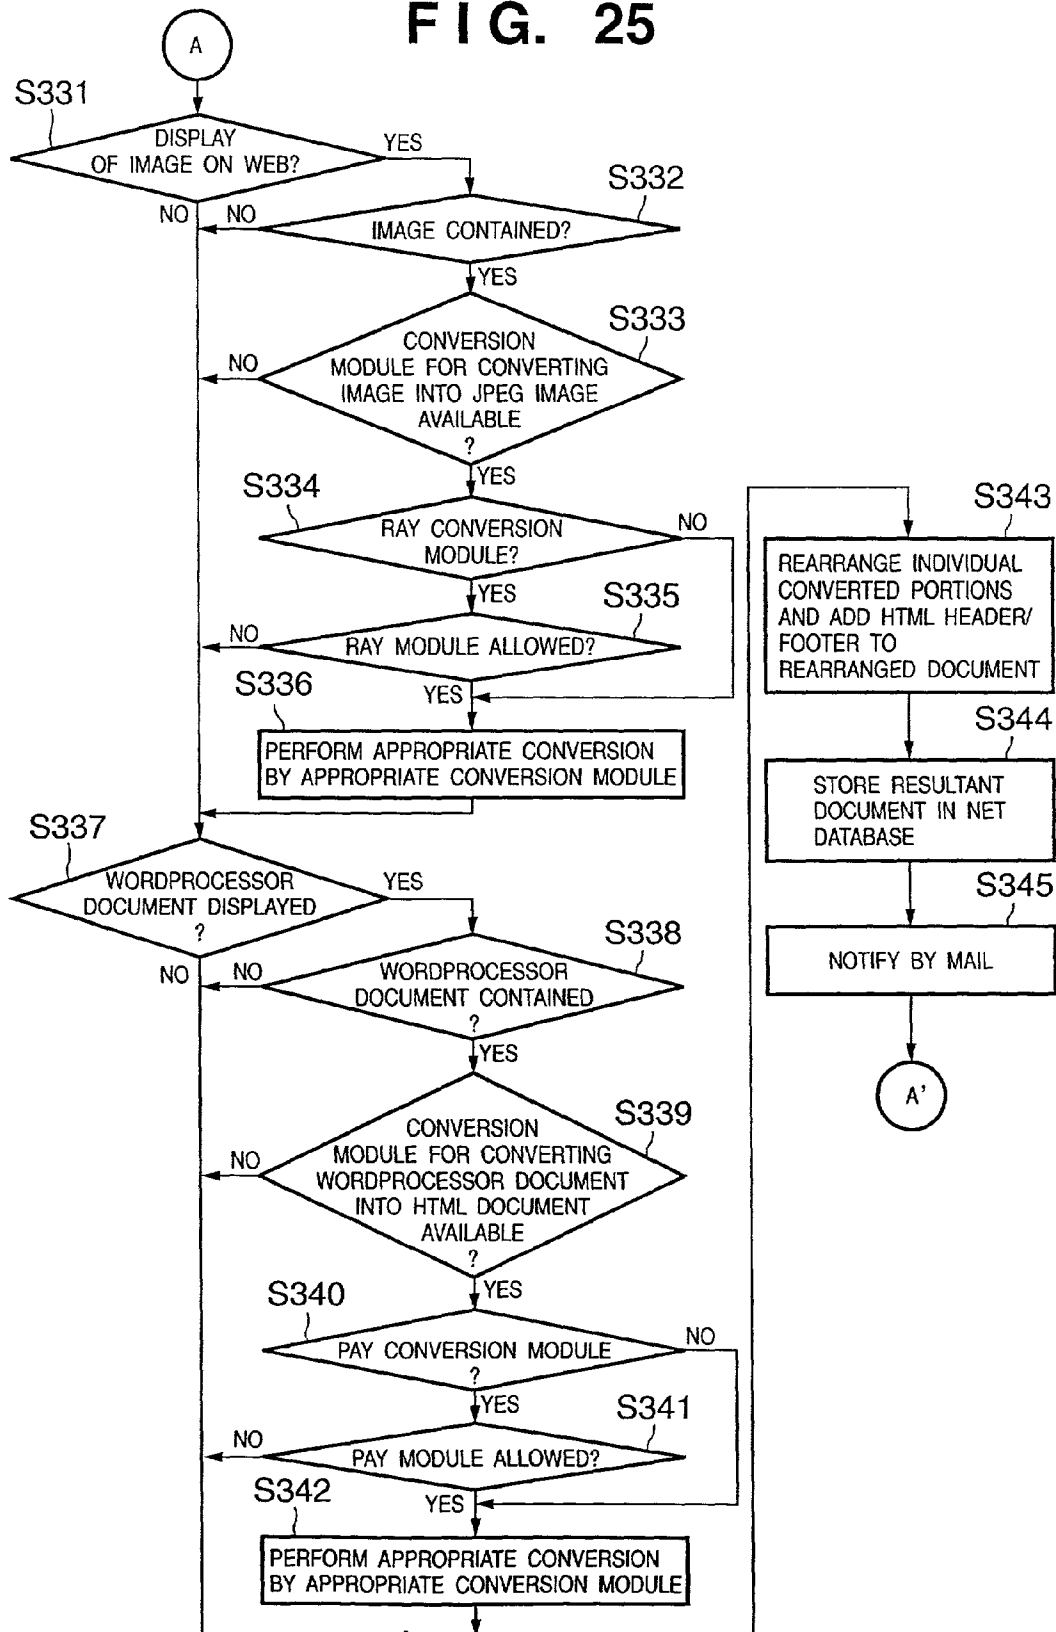 FIG. 25
A
S331
DISPLAY
OF IMAGE ON WEB?
YES
NO
S332
IMAGE CONTAINED?
NO
YES
S333
CONVERSION
MODULE FOR CONVERTING
IMAGE INTO JPEG IMAGE
AVAILABLE
?
NO
YES
S334
RAY CONVERSION
MODULE?
NO
YES
S335
RAY MODULE ALLOWED?
NO
YES
S336
PERFORM APPROPRIATE CONVERSION
BY APPROPRIATE CONVERSION MODULE
S337
WORDPROCESSOR
DOCUMENT DISPLAYED
?
YES
NO
S338
WORDPROCESSOR
DOCUMENT CONTAINED
?
NO
YES
S339
CONVERSION
MODULE FOR CONVERTING
WORDPROCESSOR DOCUMENT
INTO HTML DOCUMENT
AVAILABLE
?
NO
YES
S340
PAY CONVERSION MODULE
?
NO
YES
S341
PAY MODULE ALLOWED?
NO
YES
S342
PERFORM APPROPRIATE CONVERSION
BY APPROPRIATE CONVERSION MODULE
S343
REARRANGE INDIVIDUAL
CONVERTED PORTIONS
AND ADD HTML HEADER/
FOOTER TO
REARRANGED DOCUMENT
S344
STORE RESULTANT
DOCUMENT IN NET
DATABASE
S345
NOTIFY BY MAIL
A'